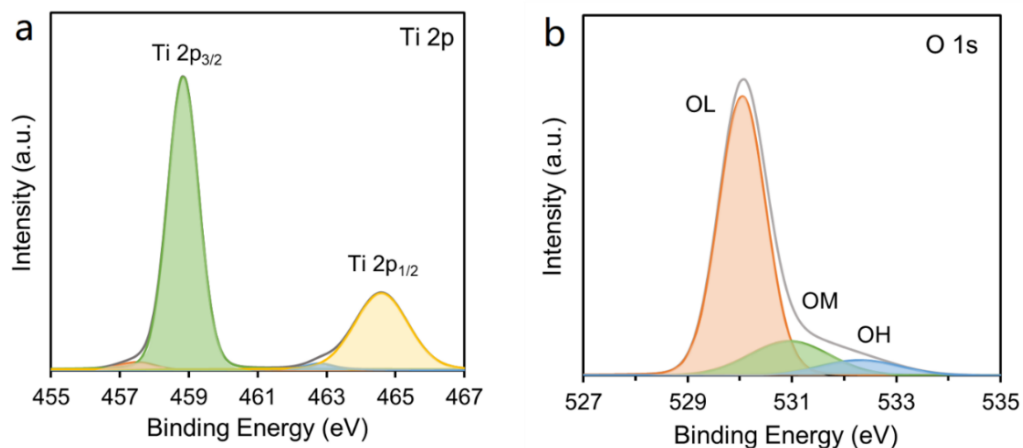 a
Ti 2p
Ti 2p3/2
Ti 2p1/2
Intensity (a.u.)
455 457 459 461 463 465 467
Binding Energy (eV)
b
O 1s
OL
OM
OH
Intensity (a.u.)
527 529 531 533 535
Binding Energy (eV)